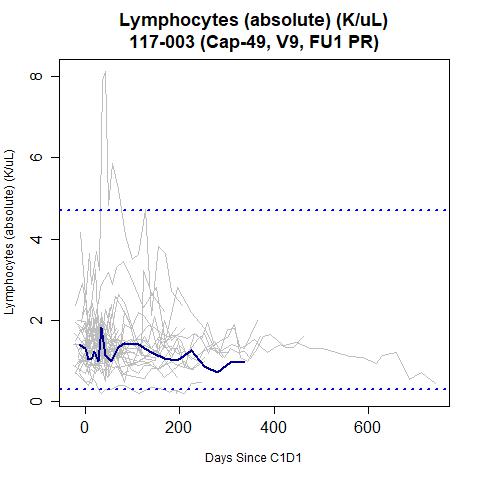 Lymphocytes (absolute) (K/uL)
117-003 (Cap-49, V9, FU1 PR)
Lymphocytes (absolute) (K/uL)
8
6
4
2
0
0 200 400 600
Days Since C1D1